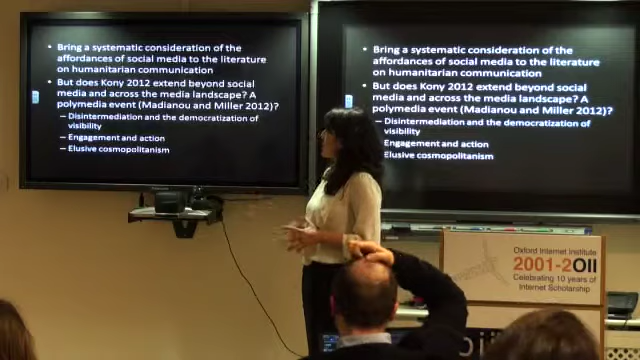 • Bring a systematic consideration of the
affordances of social media to the literature
on humanitarian communication
• But does Kony 2012 extend beyond social
media and across the media landscape? A
polymedia event (Madianou and Miller 2012)?
– Disintermediation and the democratization of
visibility
– Engagement and action
– Elusive cosmopolitanism
• Bring a systematic consideration of the
affordances of social media to the literature
on humanitarian communication
• But does Kony 2012 extend beyond social
media and across the media landscape? A
polymedia event (Madianou and Miller 2012)?
– Disintermediation and the democratization of
visibility
Engagement and action
Elusive cosmopolitanism
Oxford Internet Institute
2001-2OII
Celebrating 10 years of
Internet Scholarship